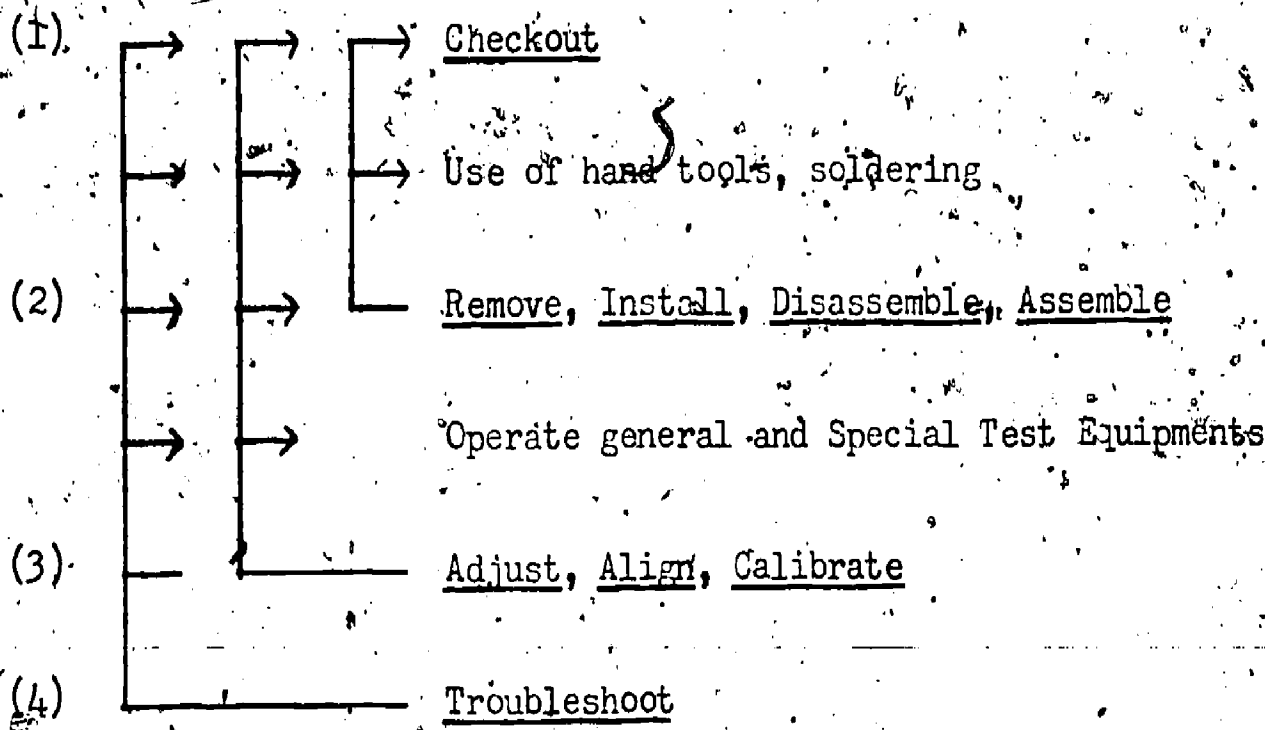 (1) Checkout
Use of hand tools, soldering
(2) Remove, Install, Disassemble, Assemble
Operate general and Special Test Equipments
(3) Adjust, Align, Calibrate
(4) Troubleshoot